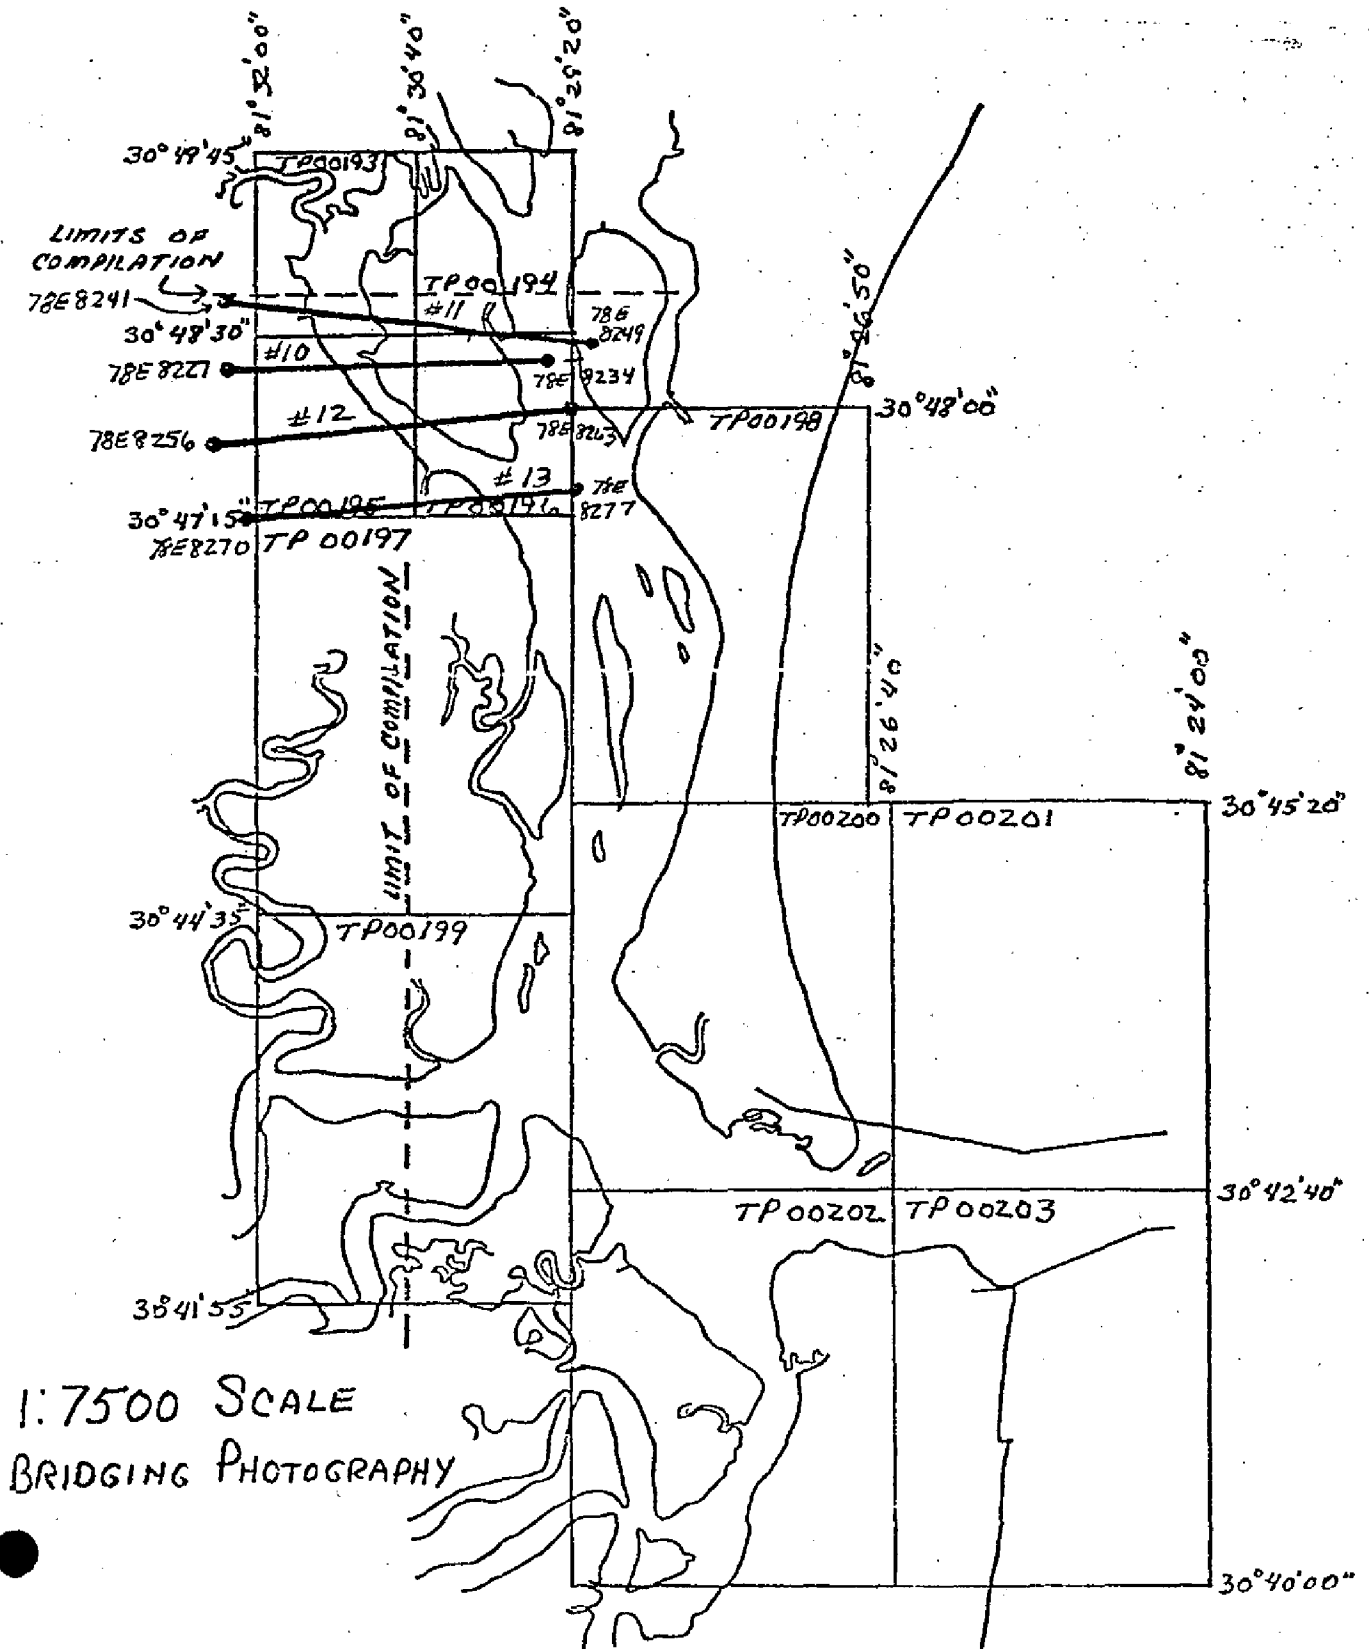 81°32'00"
81°30'40"
81°29'20"
30°49'45"
TP00193
LIMITS OF
COMPILATION
78E8241
TP00194
#11
78E
8249
30°48'30"
#10
78E8227
78E8234
81°26'50"
#12
78E8256
78E8263
TP00198
30°48'00"
#13
78E
8277
30°47'15"
TP00195
TP00196
78E8270
TP00197
LIMIT OF COMPILATION
81°26'40"
81°24'00"
30°45'20"
TP00200
TP00201
30°44'35"
TP00199
30°42'40"
TP00202
TP00203
30°41'55"
1:7500 SCALE
BRIDGING PHOTOGRAPHY
30°40'00"